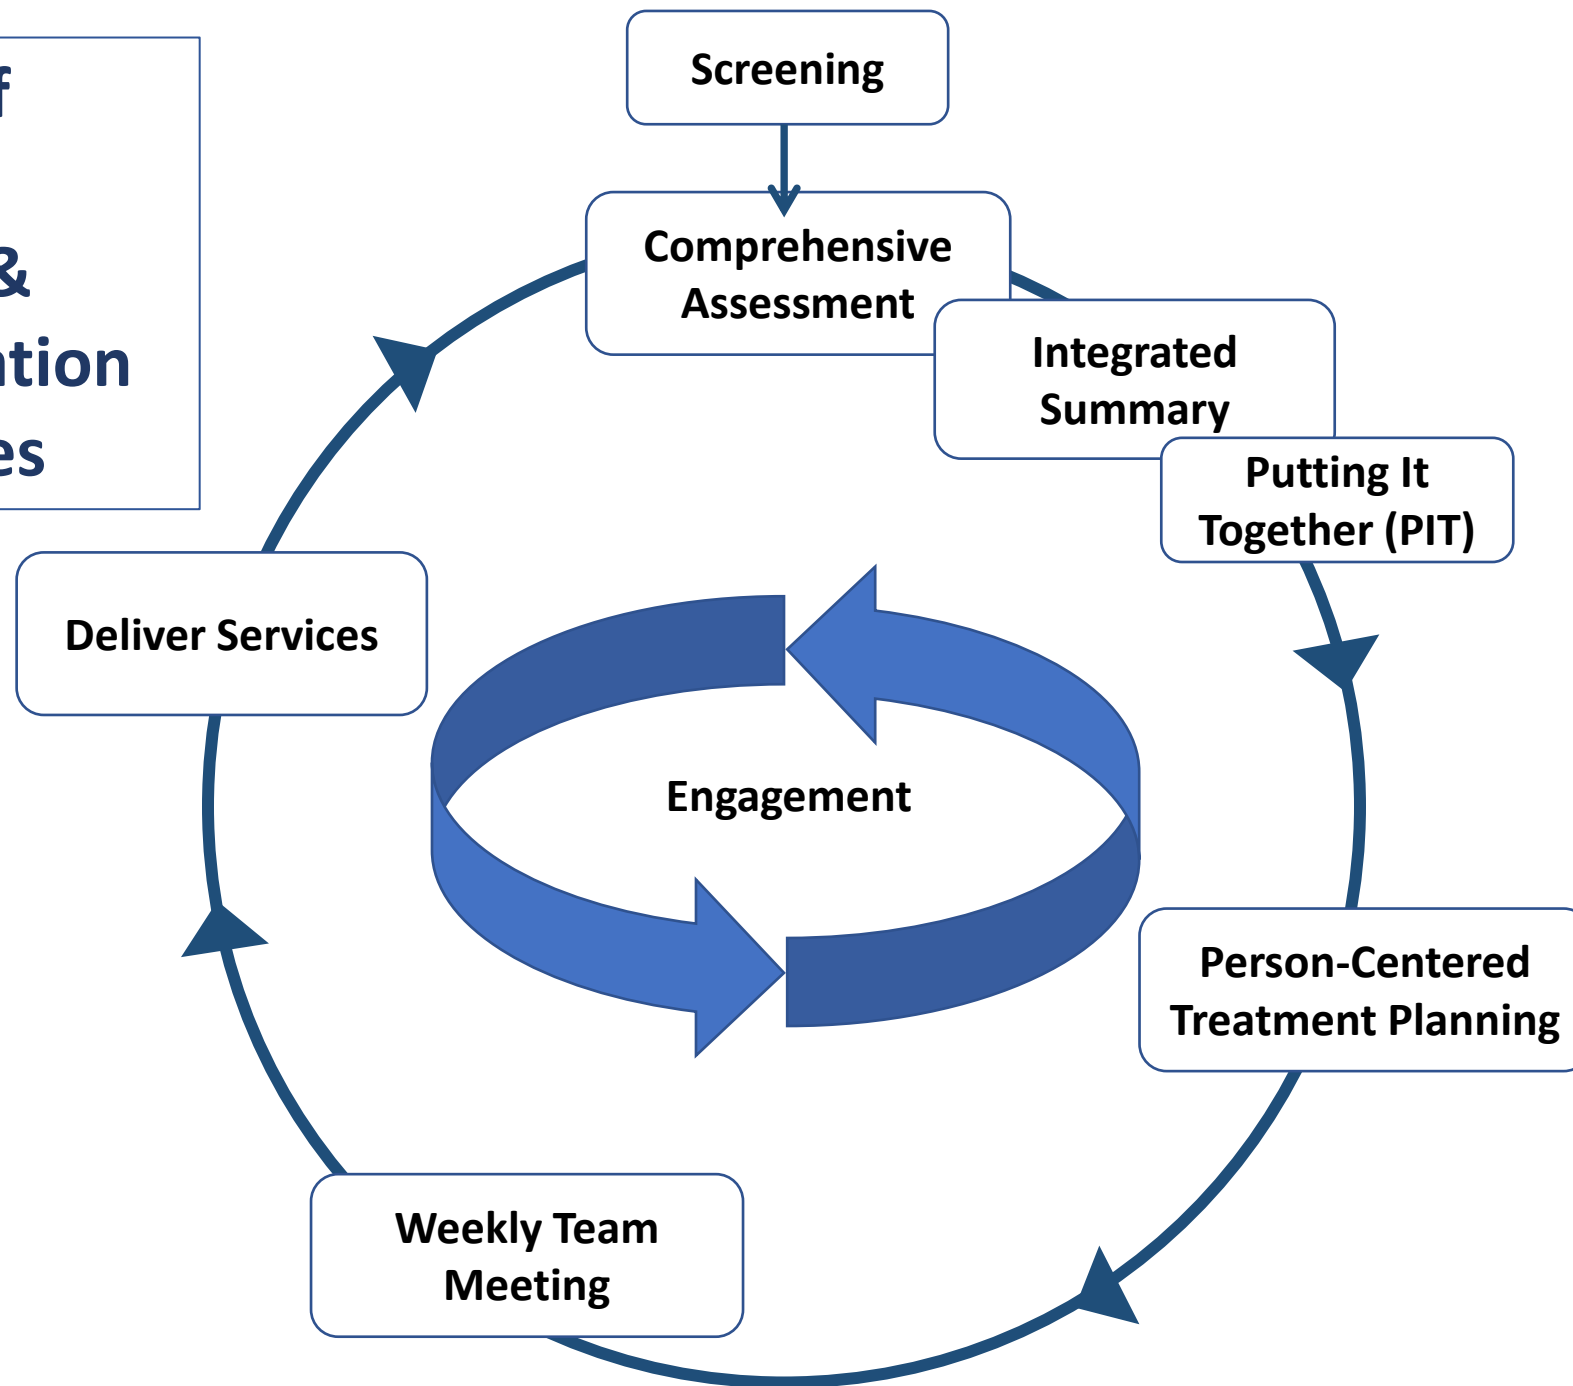 &
Screening
Comprehensive
Assessment
Integrated
Summary
Putting It
Together (PIT)
Deliver Services
Engagement
Person-Centered
Treatment Planning
Weekly Team
Meeting